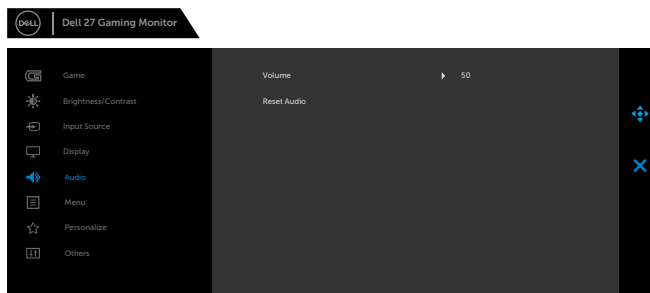 DELL
Dell 27 Gaming Monitor
Game
Volume 50
Brightness/Contrast
Reset Audio
Input Source
Display
Audio
Menu
Personalize
Others